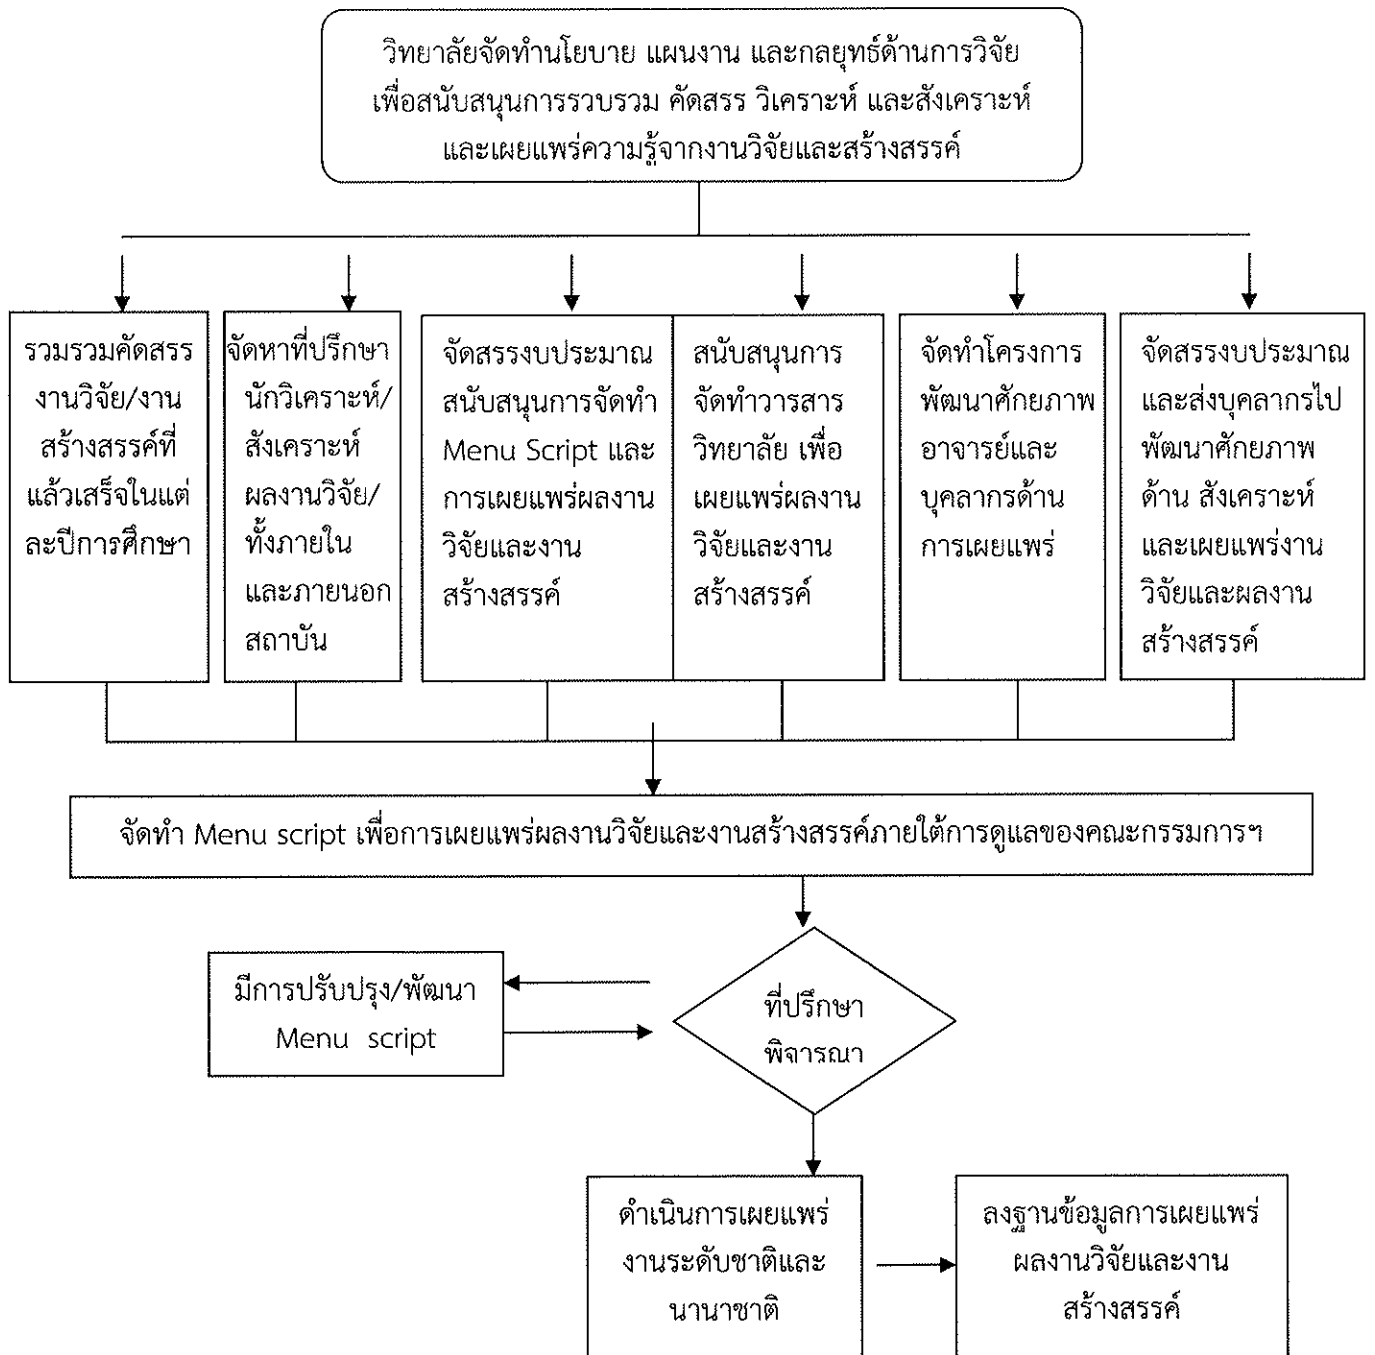 วิทยาลัยจัดทำนโยบาย แผนงาน และกลยุทธ์ด้านการวิจัย
เพื่อสนับสนุนการรวบรวม คัดสรร วิเคราะห์ และสังเคราะห์
และเผยแพร่ความรู้จากงานวิจัยและสร้างสรรค์
รวมรวมคัดสรร
งานวิจัย/งาน
สร้างสรรค์ที่
แล้วเสร็จในแต่
ละปีการศึกษา
จัดหาที่ปรึกษา
นักวิเคราะห์/
สังเคราะห์
ผลงานวิจัย/
ทั้งภายใน
และภายนอก
สถาบัน
จัดสรรงบประมาณ
สนับสนุนการจัดทำ
Menu Script และ
การเผยแพร่ผลงาน
วิจัยและงาน
สร้างสรรค์
สนับสนุนการ
จัดทำวารสาร
วิทยาลัย เพื่อ
เผยแพร่ผลงาน
วิจัยและงาน
สร้างสรรค์
จัดทำโครงการ
พัฒนาศักยภาพ
อาจารย์และ
บุคลากรด้าน
การเผยแพร่
จัดสรรงบประมาณ
และส่งบุคลากรไป
พัฒนาศักยภาพ
ด้าน สังเคราะห์
และเผยแพร่งาน
วิจัยและผลงาน
สร้างสรรค์
จัดทำ Menu script เพื่อการเผยแพร่ผลงานวิจัยและงานสร้างสรรค์ภายใต้การดูแลของคณะกรรมการฯ
มีการปรับปรุง/พัฒนา
Menu script
ที่ปรึกษา
พิจารณา
ดำเนินการเผยแพร่
งานระดับชาติและ
นานาชาติ
ลงฐานข้อมูลการเผยแพร่
ผลงานวิจัยและงาน
สร้างสรรค์